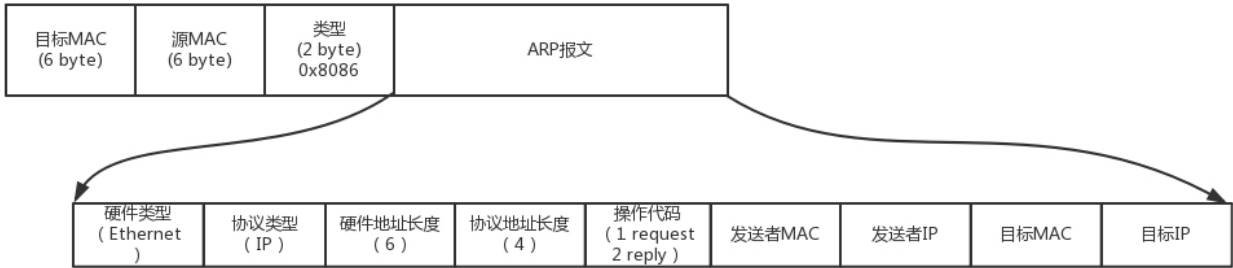 目标MAC
(6 byte)
源MAC
(6 byte)
类型
(2 byte)
0x8086
ARP报文
硬件类型
（Ethernet
）
协议类型
（IP）
硬件地址长度
（6）
协议地址长度
（4）
操作代码
（1 request
2 reply）
发送者MAC
发送者IP
目标MAC
目标IP